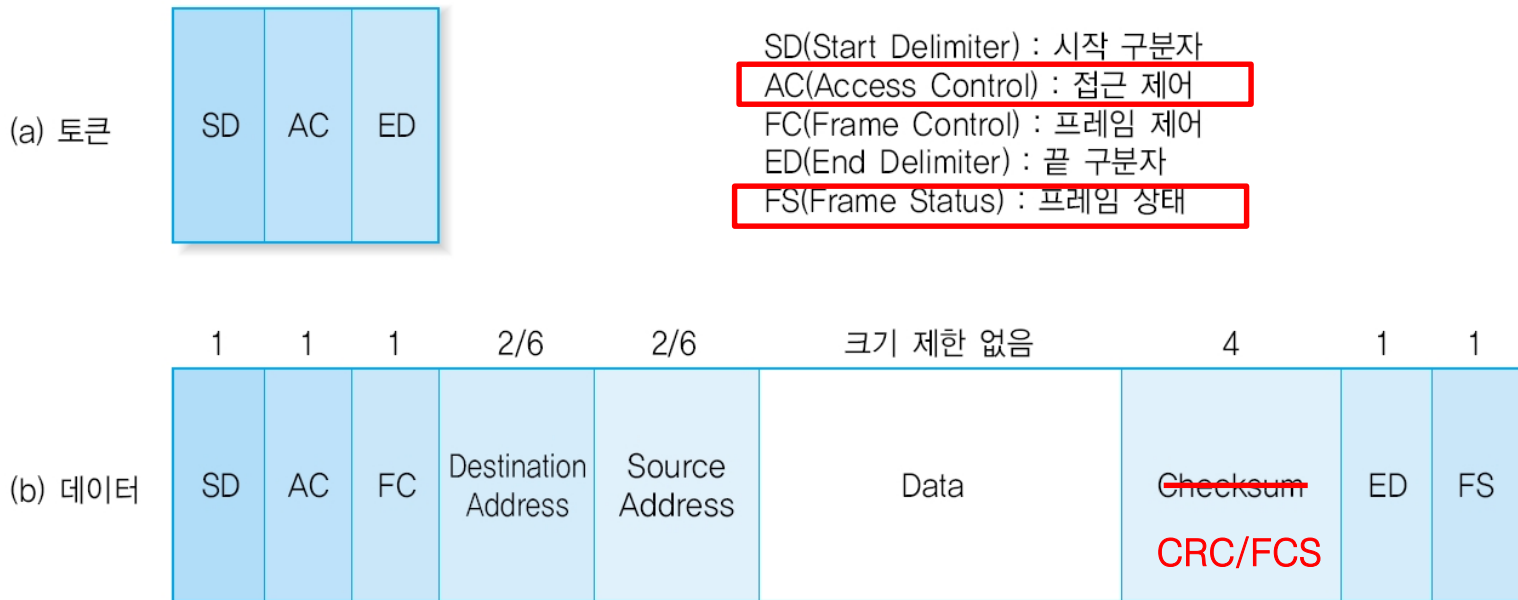 SD(Start Delimiter) : 시작 구분자
AC(Access Control) : 접근 제어
FC(Frame Control) : 프레임 제어
ED(End Delimiter) : 끝 구분자
FS(Frame Status) : 프레임 상태
(a) 토큰 SD AC ED
1 1 1 2/6 2/6 크기 제한 없음 4 1 1
(b) 데이터 SD AC FC Destination Address Source Address Data Checksum ED FS
CRC/FCS